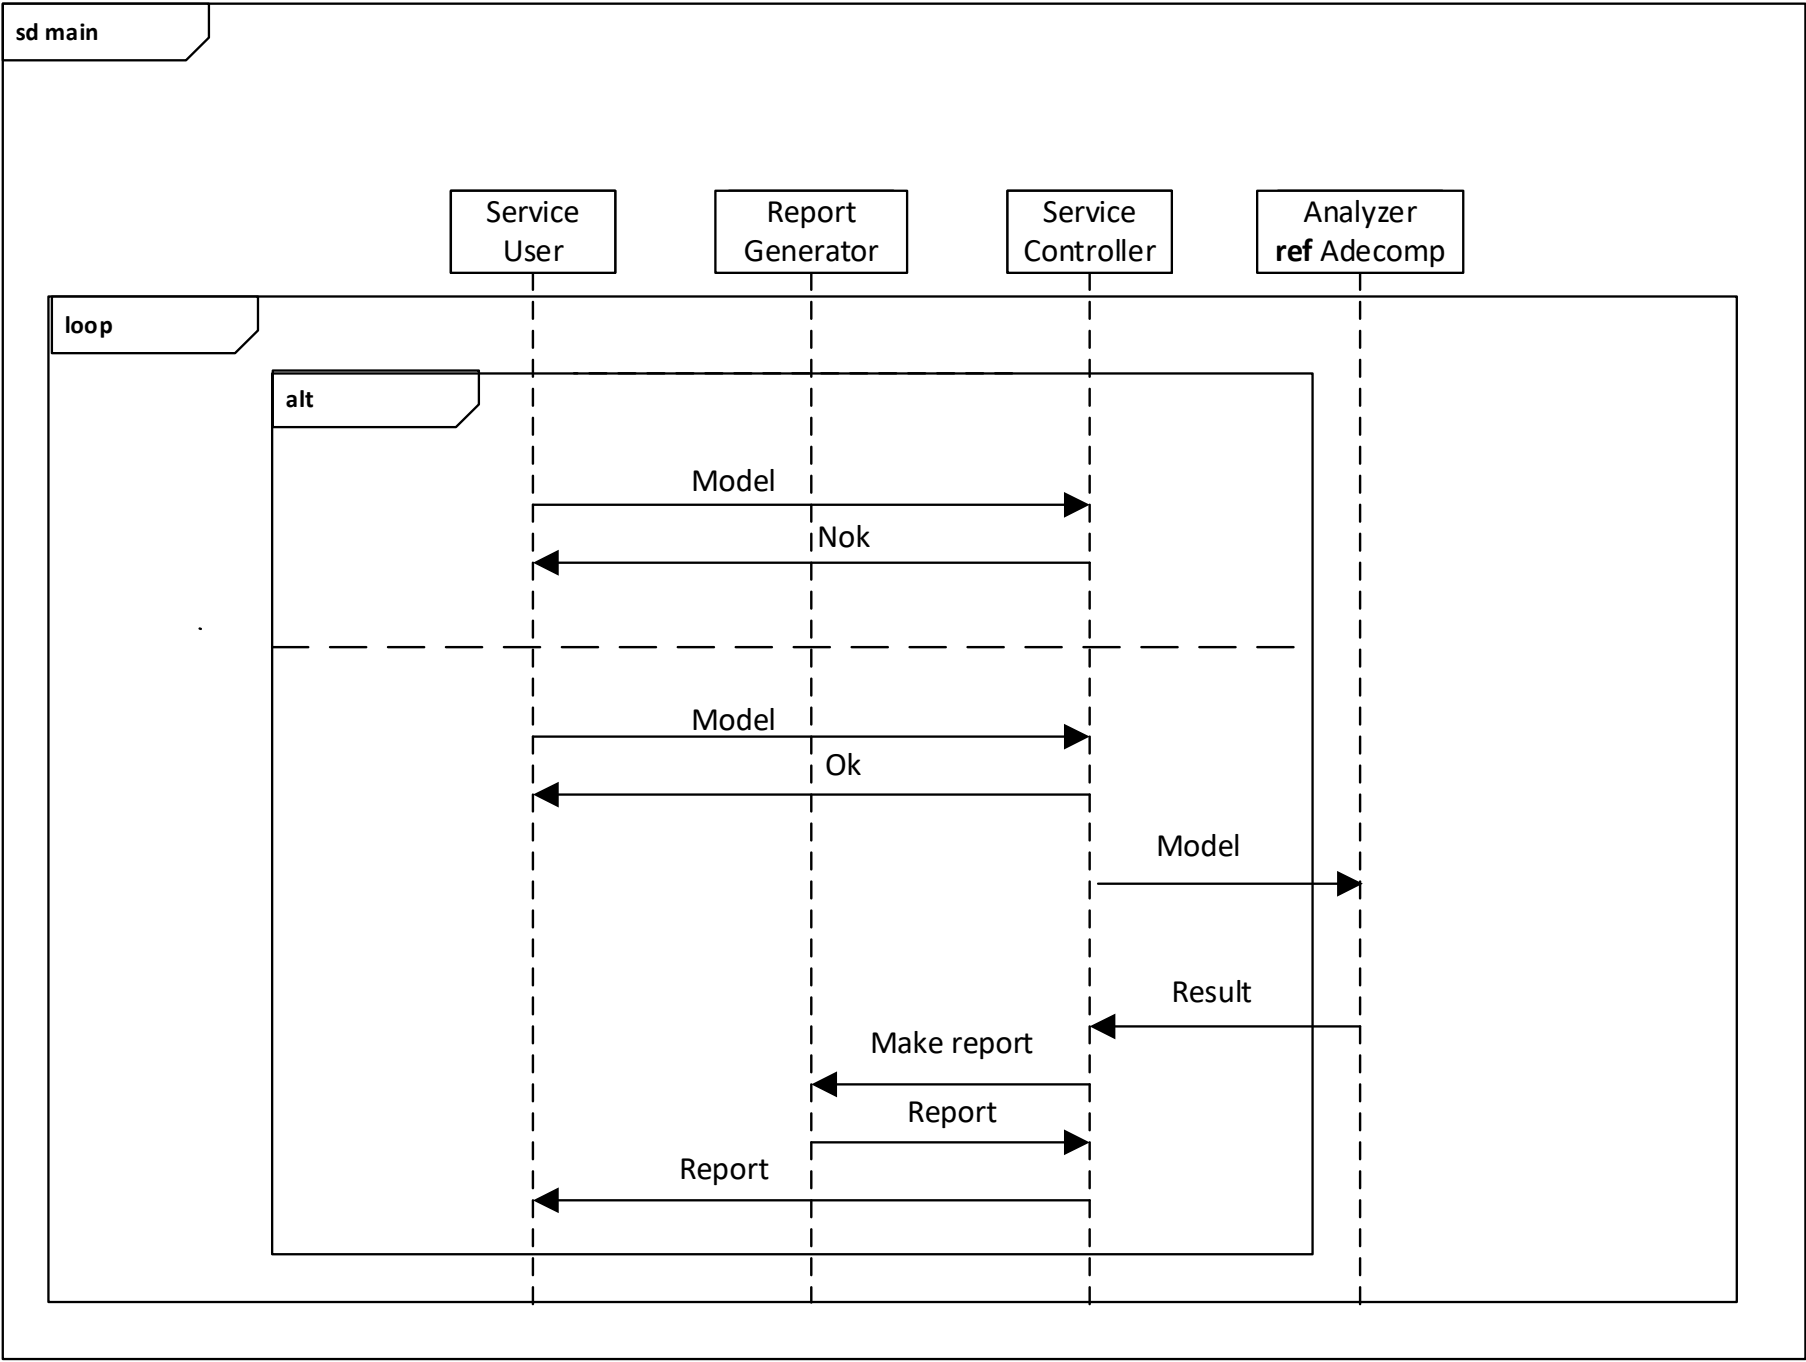 sd main
Service
User
Report
Generator
Service
Controller
Analyzer
ref Adecomp
loop
alt
Model
Nok
Model
Ok
Model
Result
Make report
Report
Report